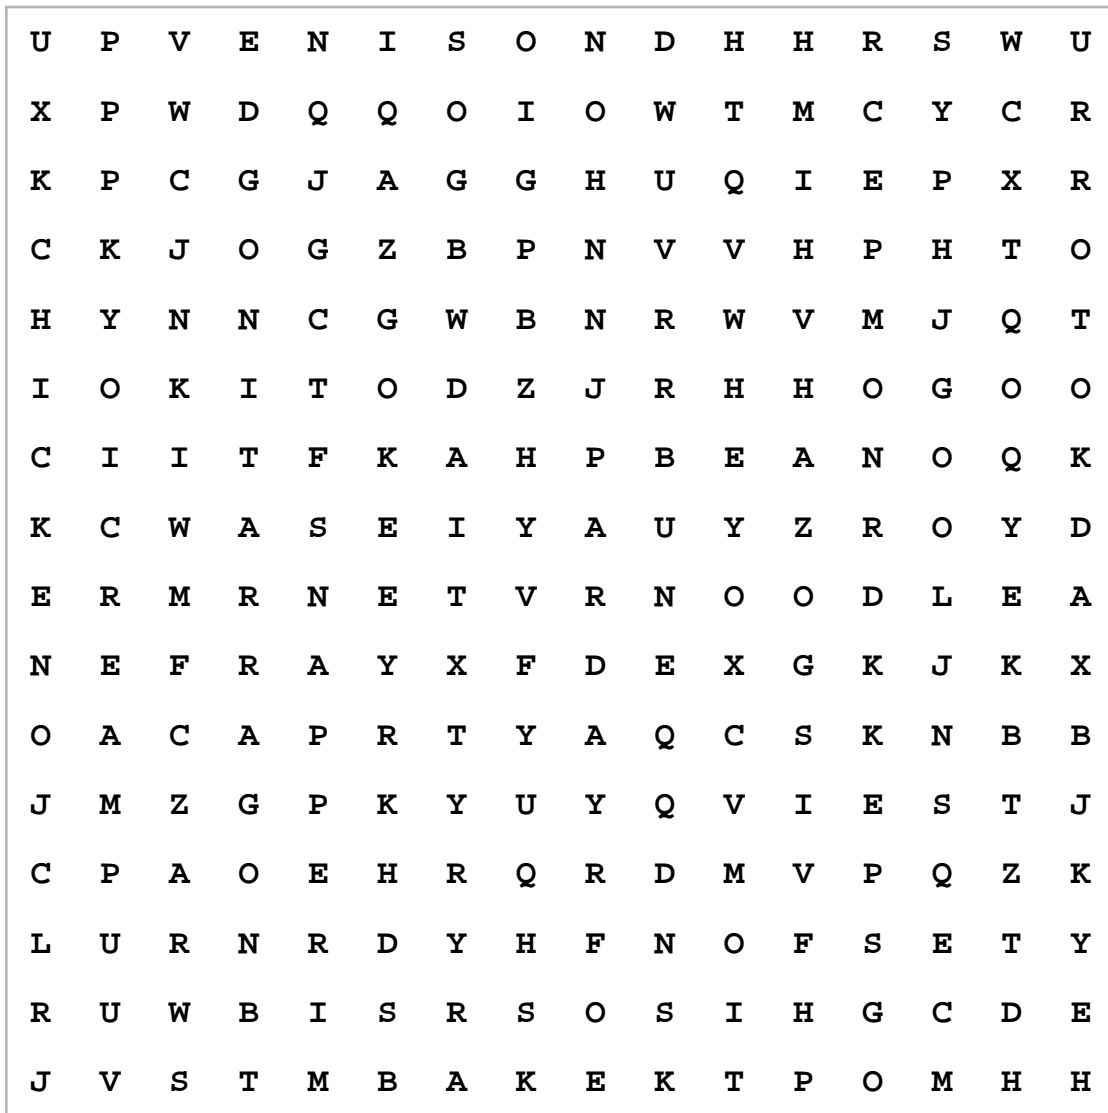 U P V E N I S O N D H H R S W U
X P W D Q Q O I O W T M C Y C R
K P C G J A G G H U Q I E P X R
C K J O G Z B P N V V H P H T O
H Y N N C G W B N R W V M J Q T
I O K I T O D Z J R H H O G O O
C I I T F K A H P B E A N O Q K
K C W A S E I Y A U Y Z R O Y D
E R M R N E T V R N O O D L E A
N E F R A Y X F D E X G K J K X
O A C A P R T Y A Q C S K N B B
J M Z G P K Y U Y Q V I E S T J
C P A O E H R Q R D M V P Q Z K
L U R N R D Y H F N O F S E T Y
R U W B I S R S O S I H G C D E
J V S T M B A K E K T P O M H H